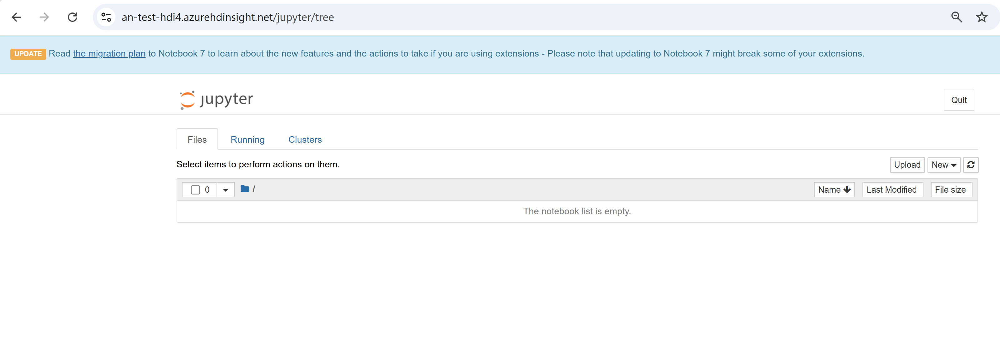 an-test-hdi4.azurehdinsight.net/jupyter/tree
UPDATE Read the migration plan to Notebook 7 to learn about the new features and the actions to take if you are using extensions - Please note that updating to Notebook 7 might break some of your extensions.
jupyter
Quit
Files Running Clusters
Select items to perform actions on them.
Upload New
0 / Name Last Modified File size
The notebook list is empty.